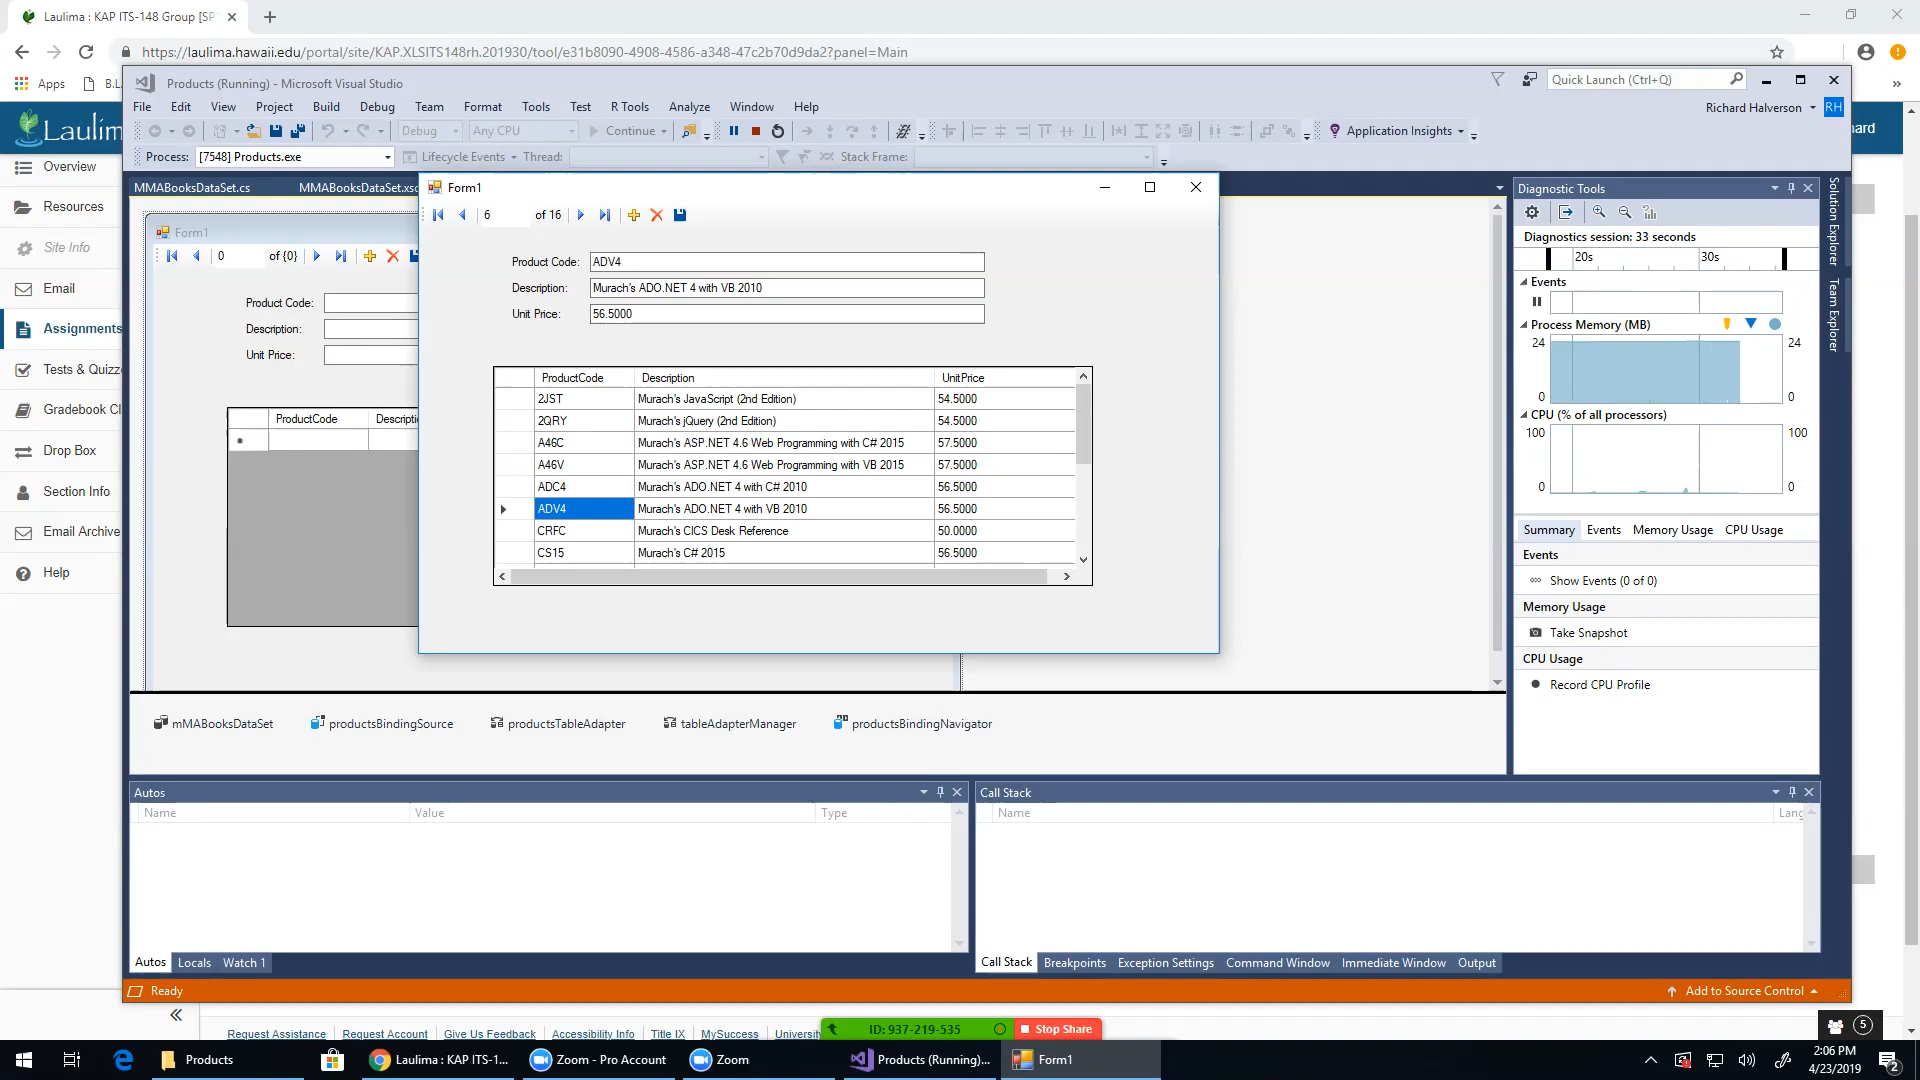 Laulima : KAP ITS-148 Group [SP
https://laulima.hawaii.edu/portal/site/KAP.XLSITS148rh.201930/tool/e31b8090-4908-4586-a348-47c2b70d9da2?panel=Main
Apps
B.L
Products (Running) - Microsoft Visual Studio
Quick Launch (Ctrl+Q)
File Edit View Project Build Debug Team Format Tools Test R Tools Analyze Window Help
Richard Halverson RH
Debug Any CPU Continue Application Insights
Process: [7548] Products.exe Lifecycle Events Thread: Stack Frame:
Laulim
hard
Overview
Resources
Site Info
Email
Assignments
Tests & Quizz
Gradebook Cl
Drop Box
Section Info
Email Archive
Help
MMABooksDataSet.cs MMABooksDataSet.xsc
Form1
0 of {0}
Product Code:
Description:
Unit Price:
ProductCode Descripti
Form1
6 of 16
Product Code: ADV4
Description: Murach's ADO.NET 4 with VB 2010
Unit Price: 56.5000
ProductCode Description UnitPrice
2JST Murach's JavaScript (2nd Edition) 54.5000
2QRY Murach's jQuery (2nd Edition) 54.5000
A46C Murach's ASP.NET 4.6 Web Programming with C# 2015 57.5000
A46V Murach's ASP.NET 4.6 Web Programming with VB 2015 57.5000
ADC4 Murach's ADO.NET 4 with C# 2010 56.5000
ADV4 Murach's ADO.NET 4 with VB 2010 56.5000
CRFC Murach's CICS Desk Reference 50.0000
CS15 Murach's C# 2015 56.5000
mMABooksDataSet productsBindingSource productsTableAdapter tableAdapterManager productsBindingNavigator
Diagnostic Tools
Diagnostics session: 33 seconds
20s 30s
Events
Process Memory (MB)
24 24
0 0
CPU (% of all processors)
100 100
0 0
Summary Events Memory Usage CPU Usage
Events
Show Events (0 of 0)
Memory Usage
Take Snapshot
CPU Usage
Record CPU Profile
Solution Explorer
Team Explorer
Autos
Name Value Type
Autos Locals Watch 1
Call Stack
Name Lang
Call Stack Breakpoints Exception Settings Command Window Immediate Window Output
Ready
Add to Source Control
Request Assistance Request Account Give Us Feedback Accessibility Info Title IX MySuccess University
ID: 937-219-535 Stop Share
5
Products
Laulima : KAP ITS-1...
Zoom - Pro Account
Zoom
Products (Running)...
Form1
2:06 PM
4/23/2019
2